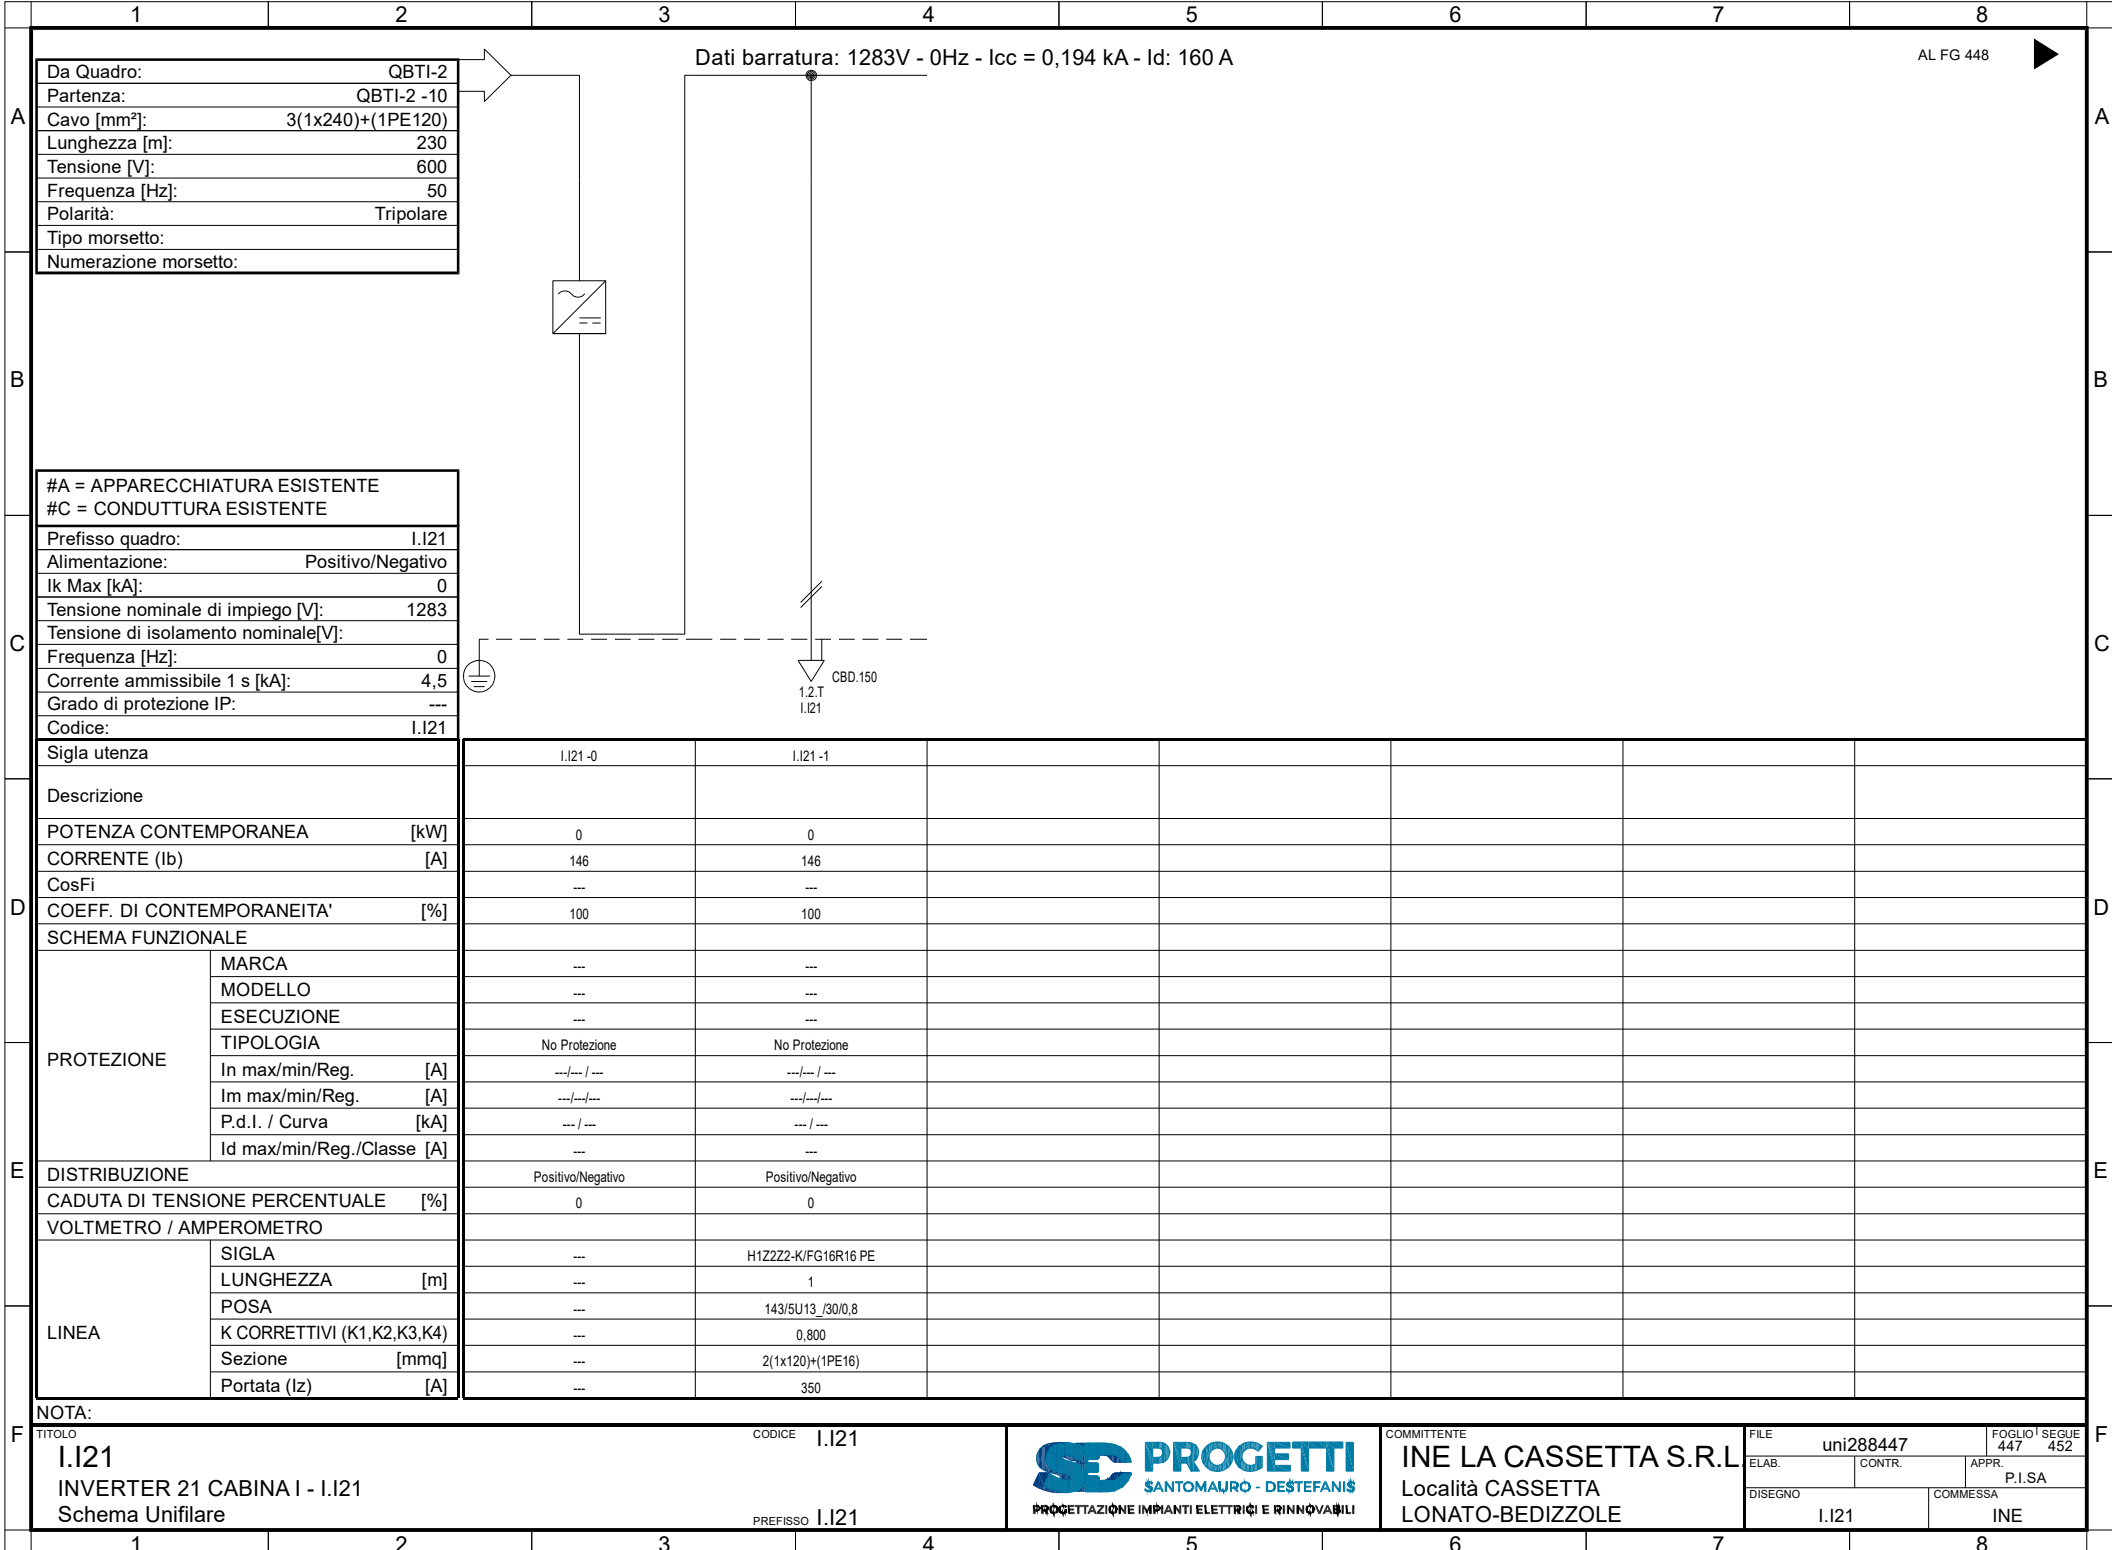 1 2 3 4 5 6 7 8
Dati barratura: 1283V - 0Hz - Icc = 0,194 kA - Id: 160 A
AL FG 448
Da Quadro: QBTI-2
Partenza: QBTI-2 -10
Cavo [mm²]: 3(1x240)+(1PE120)
Lunghezza [m]: 230
Tensione [V]: 600
Frequenza [Hz]: 50
Polarità: Tripolare
Tipo morsetto:
Numerazione morsetto:
A A
B B
#A = APPARECCHIATURA ESISTENTE
#C = CONDUTTURA ESISTENTE
Prefisso quadro: I.I21
Alimentazione: Positivo/Negativo
Ik Max [kA]: 0
Tensione nominale di impiego [V]: 1283
Tensione di isolamento nominale[V]:
Frequenza [Hz]: 0
Corrente ammissibile 1 s [kA]: 4,5
Grado di protezione IP: ---
Codice: I.I21
C C
CBD.150
1.2.T
I.I21
Sigla utenza I.I21 -0 I.I21 -1
Descrizione
POTENZA CONTEMPORANEA [kW] 0 0
CORRENTE (Ib) [A] 146 146
CosFi --- ---
D D
COEFF. DI CONTEMPORANEITA' [%] 100 100
SCHEMA FUNZIONALE
PROTEZIONE
MARCA --- ---
MODELLO --- ---
ESECUZIONE --- ---
TIPOLOGIA No Protezione No Protezione
In max/min/Reg. [A] ---/--- / --- ---/--- / ---
Im max/min/Reg. [A] ---/---/--- ---/---/---
P.d.I. / Curva [kA] --- / --- --- / ---
Id max/min/Reg./Classe [A] --- ---
E E
DISTRIBUZIONE Positivo/Negativo Positivo/Negativo
CADUTA DI TENSIONE PERCENTUALE [%] 0 0
VOLTMETRO / AMPEROMETRO
LINEA
SIGLA --- H1Z2Z2-K/FG16R16 PE
LUNGHEZZA [m] --- 1
POSA --- 143/5U13_/30/0,8
K CORRETTIVI (K1,K2,K3,K4) --- 0,800
Sezione [mmq] --- 2(1x120)+(1PE16)
Portata (Iz) [A] --- 350
NOTA:
F F
TITOLO
I.I21
INVERTER 21 CABINA I - I.I21
Schema Unifilare
CODICE I.I21
PREFISSO I.I21
PROGETTI
SANTOMAURO - DESTEFANIS
PROGETTAZIONE IMPIANTI ELETTRICI E RINNOVABILI
COMMITTENTE
INE LA CASSETTA S.R.L.
Località CASSETTA
LONATO-BEDIZZOLE
FILE uni288447
FOGLIO 447 SEGUE 452
ELAB. CONTR. APPR. P.I.SA
DISEGNO I.I21
COMMESSA INE
1 2 3 4 5 6 7 8